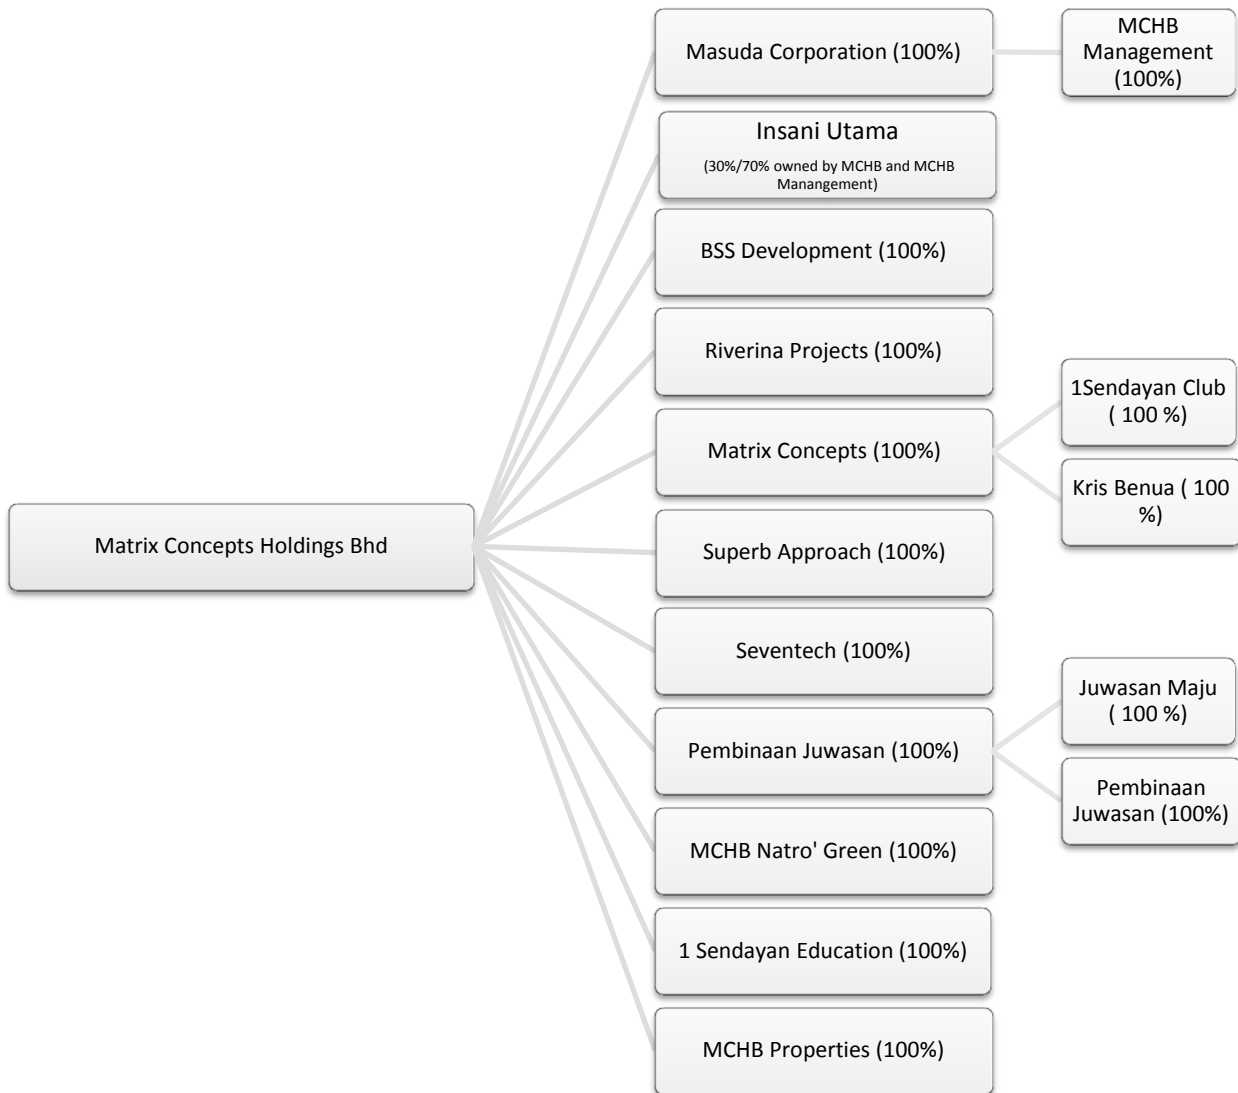 Matrix Concepts Holdings Bhd
Masuda Corporation (100%)
MCHB
Management
(100%)
Insani Utama
(30%/70% owned by MCHB and MCHB
Manangement)
BSS Development (100%)
Riverina Projects (100%)
Matrix Concepts (100%)
1Sendayan Club
( 100 %)
Kris Benua ( 100
%)
Superb Approach (100%)
Seventech (100%)
Pembinaan Juwasan (100%)
Juwasan Maju
( 100 %)
Pembinaan
Juwasan (100%)
MCHB Natro' Green (100%)
1 Sendayan Education (100%)
MCHB Properties (100%)